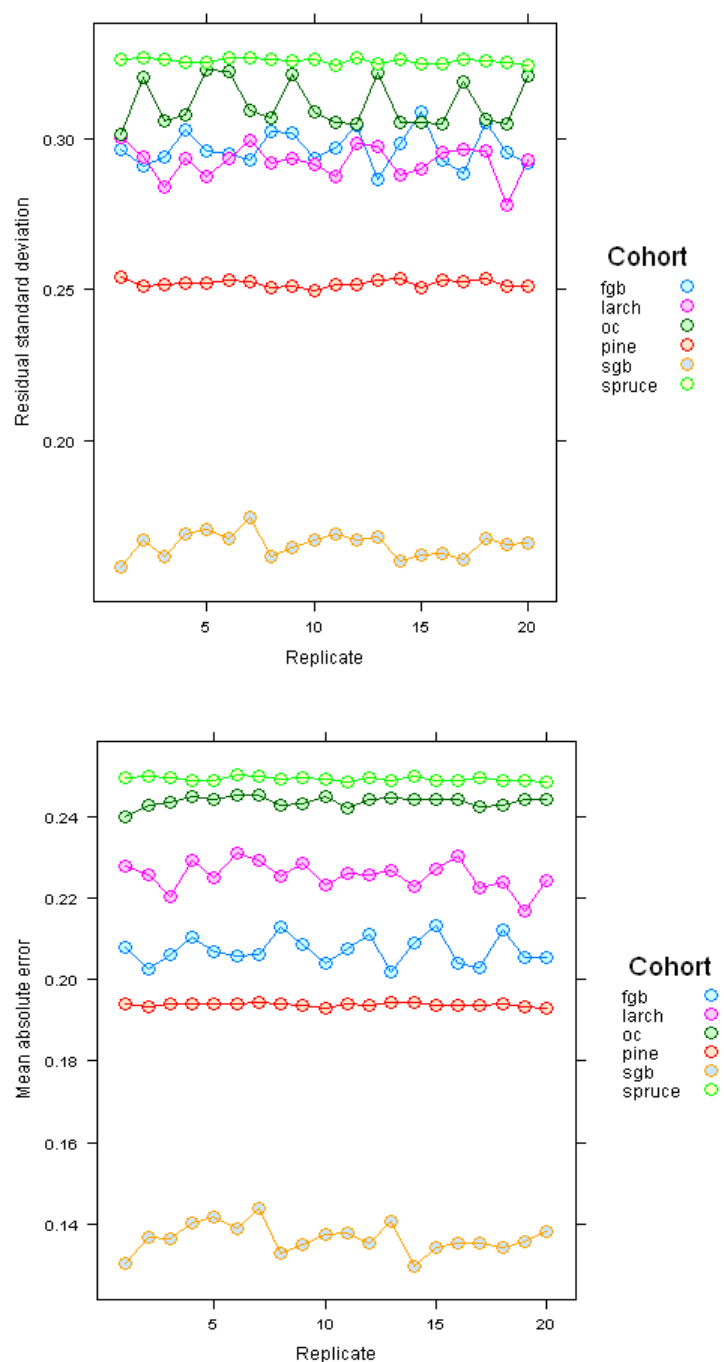 0.30
0.25
0.20
Residual standard deviation
5
10
15
20
Replicate
Cohort
fgb
larch
oc
pine
sgb
spruce
0.24
0.22
0.20
0.18
0.16
0.14
Mean absolute error
5
10
15
20
Replicate
Cohort
fgb
larch
oc
pine
sgb
spruce